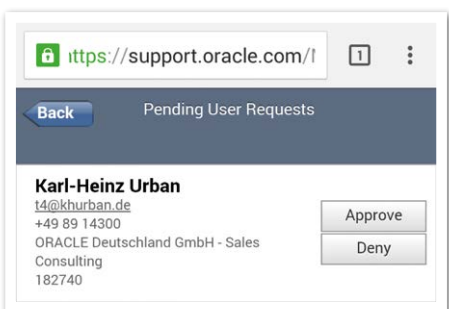 https://support.oracle.com/
1
Back
Pending User Requests
Karl-Heinz Urban
t4@khurban.de
+49 89 14300
ORACLE Deutschland GmbH - Sales
Consulting
182740
Approve
Deny